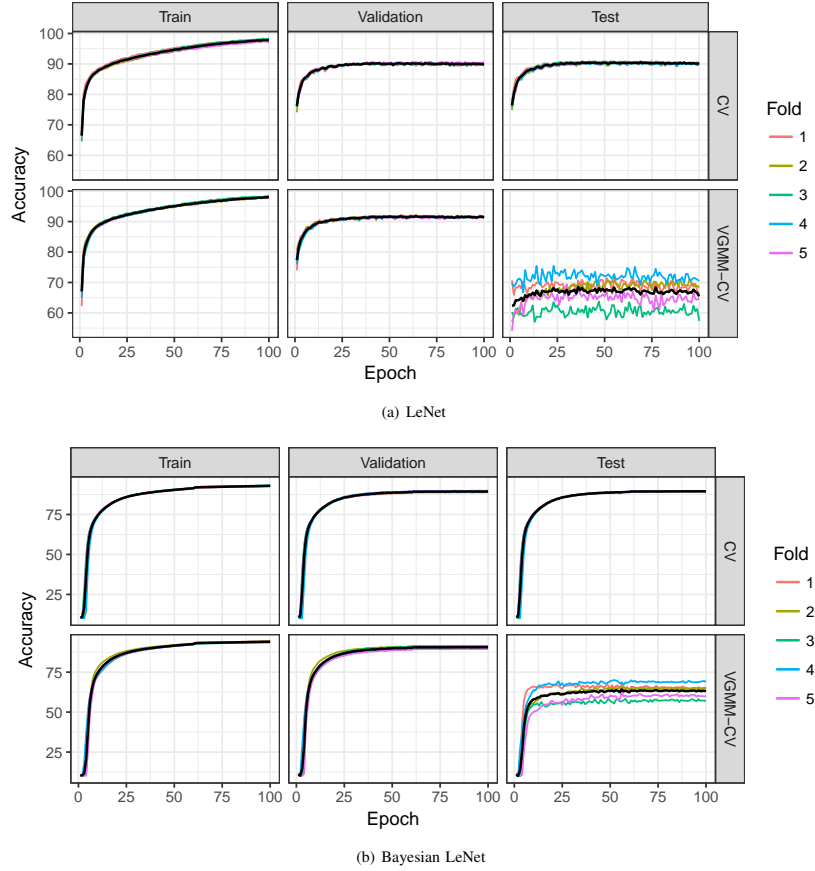 Train Validation Test
100
90
80
70
60
CV
100
90
80
70
60
VGMM−CV
Accuracy
0 25 50 75 100 0 25 50 75 100 0 25 50 75 100
Epoch
Fold
1
2
3
4
5
(a) LeNet
Train Validation Test
75
50
25
CV
75
50
25
VGMM−CV
Accuracy
0 25 50 75 100 0 25 50 75 100 0 25 50 75 100
Epoch
Fold
1
2
3
4
5
(b) Bayesian LeNet